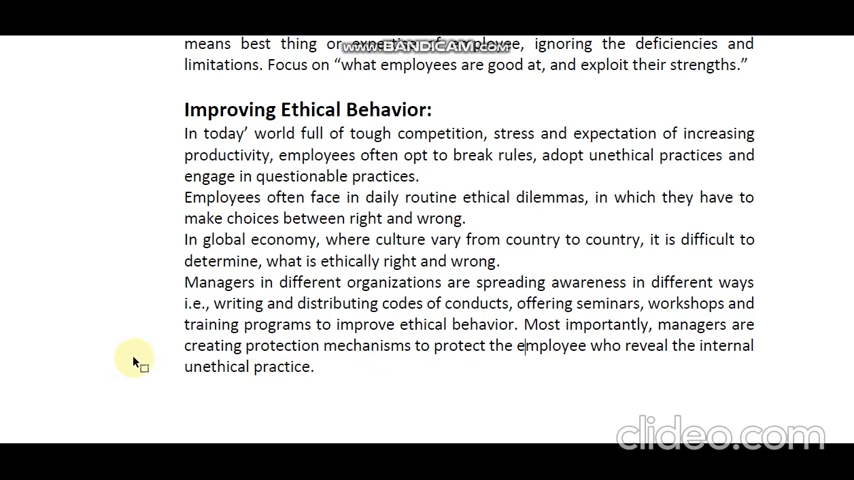 means best thing or expertise of employee, ignoring the deficiencies and
www.BANDICAM.com
limitations. Focus on “what employees are good at, and exploit their strengths.”
Improving Ethical Behavior:
In today’ world full of tough competition, stress and expectation of increasing
productivity, employees often opt to break rules, adopt unethical practices and
engage in questionable practices.
Employees often face in daily routine ethical dilemmas, in which they have to
make choices between right and wrong.
In global economy, where culture vary from country to country, it is difficult to
determine, what is ethically right and wrong.
Managers in different organizations are spreading awareness in different ways
i.e., writing and distributing codes of conducts, offering seminars, workshops and
training programs to improve ethical behavior. Most importantly, managers are
creating protection mechanisms to protect the employee who reveal the internal
unethical practice.
clideo.com